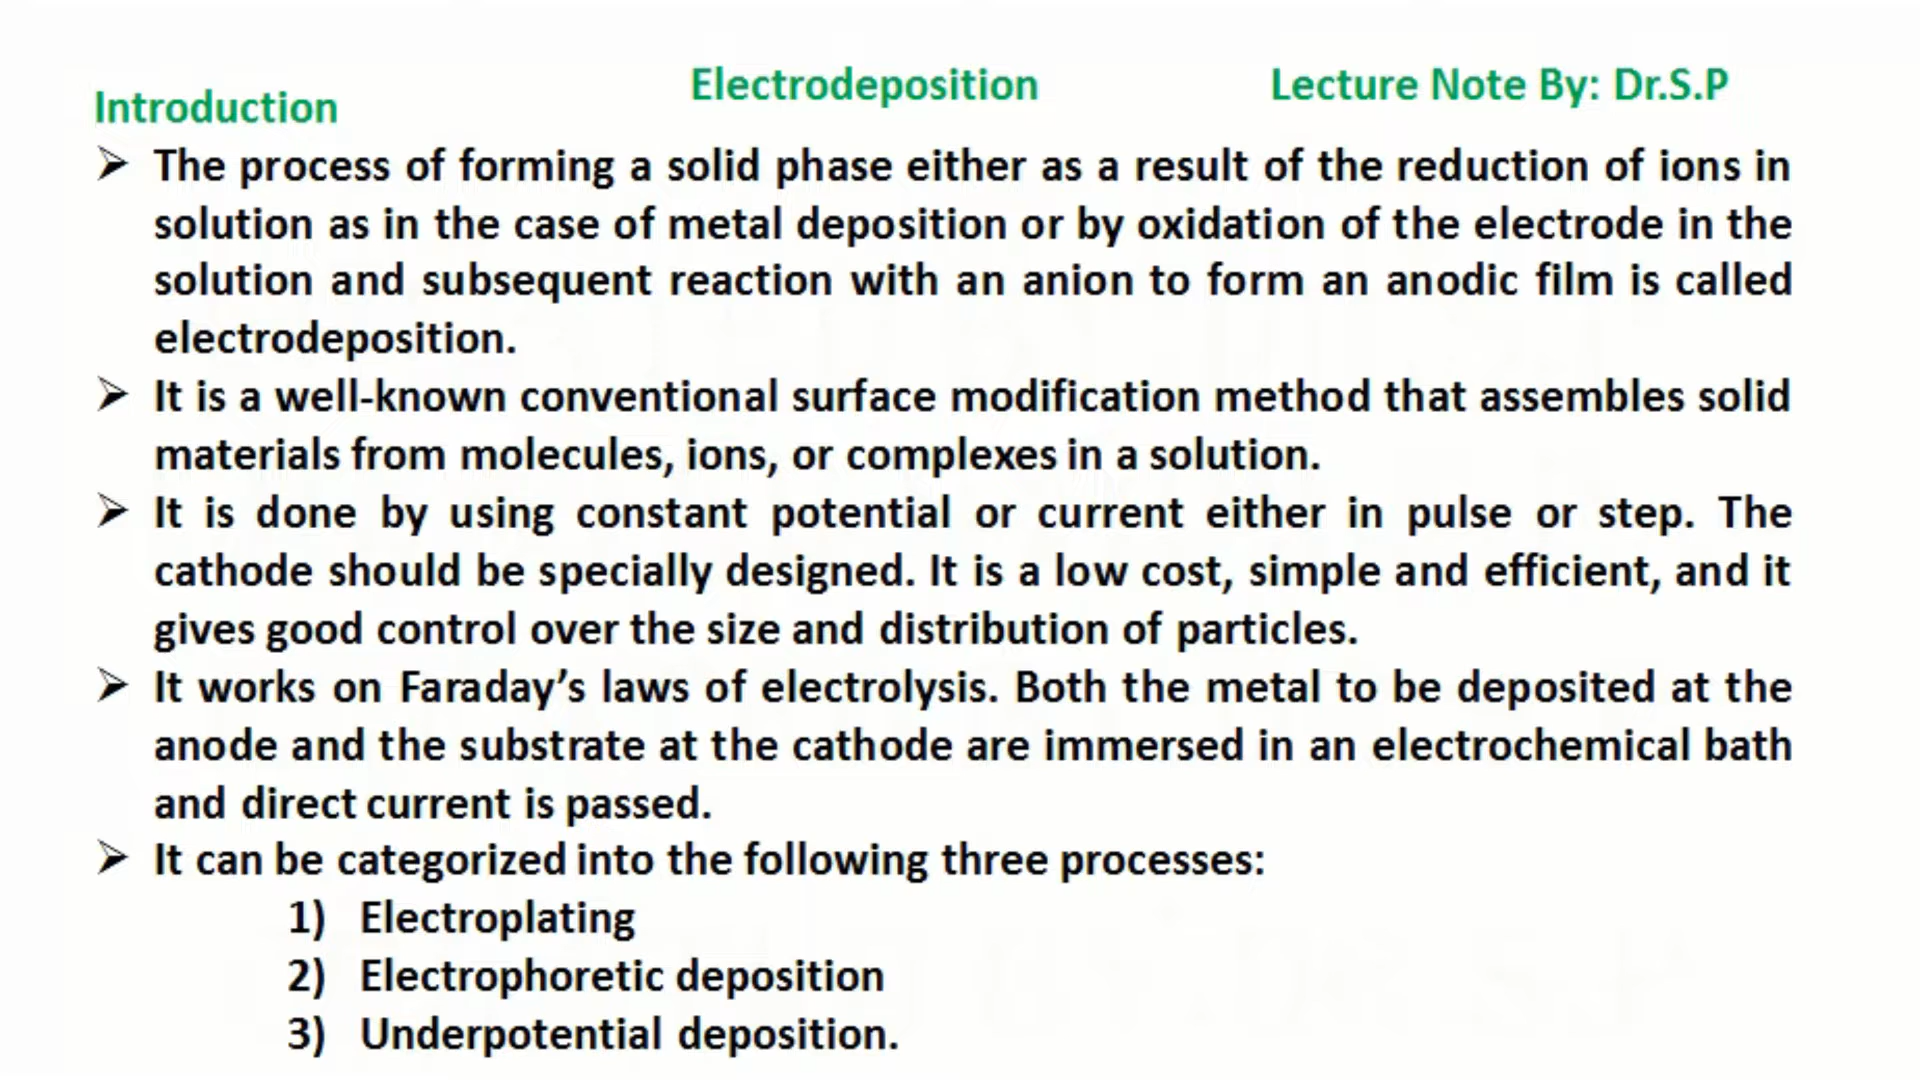 Electrodeposition
Lecture Note By: Dr.S.P
Introduction
➢ The process of forming a solid phase either as a result of the reduction of ions in
solution as in the case of metal deposition or by oxidation of the electrode in the
solution and subsequent reaction with an anion to form an anodic film is called
electrodeposition.
➢ It is a well-known conventional surface modification method that assembles solid
materials from molecules, ions, or complexes in a solution.
➢ It is done by using constant potential or current either in pulse or step. The
cathode should be specially designed. It is a low cost, simple and efficient, and it
gives good control over the size and distribution of particles.
➢ It works on Faraday’s laws of electrolysis. Both the metal to be deposited at the
anode and the substrate at the cathode are immersed in an electrochemical bath
and direct current is passed.
➢ It can be categorized into the following three processes:
1) Electroplating
2) Electrophoretic deposition
3) Underpotential deposition.